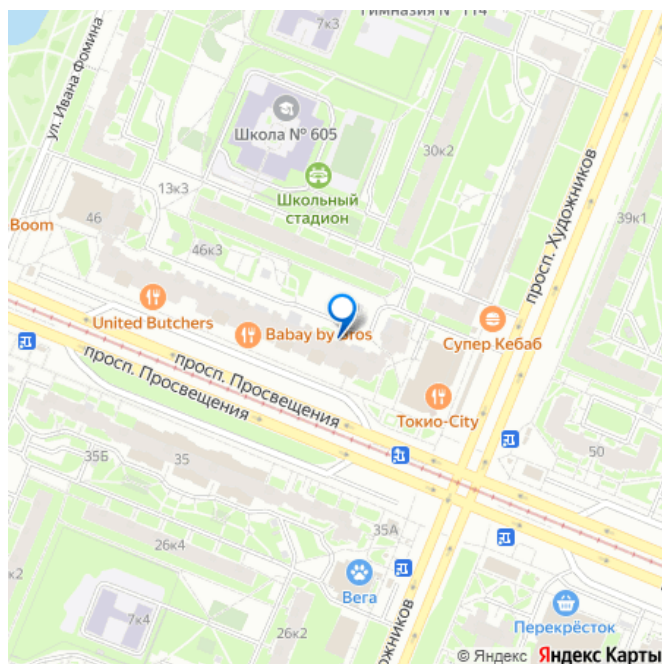 7к3
Гимназия № 114
ул. Ивана Фомина
Школа № 605
30к2
Школьный
стадион
13к3
просп. Художников
39к1
Boom
46
46к3
United Butchers
Babay by Bros
Супер Кебаб
просп. Просвещения
просп. Просвещения
Токио-City
35Б
35
50
35А
26к4
к2
Вега
7к4
26к2
Перекрёсток
© Яндекс Яндекс Карты